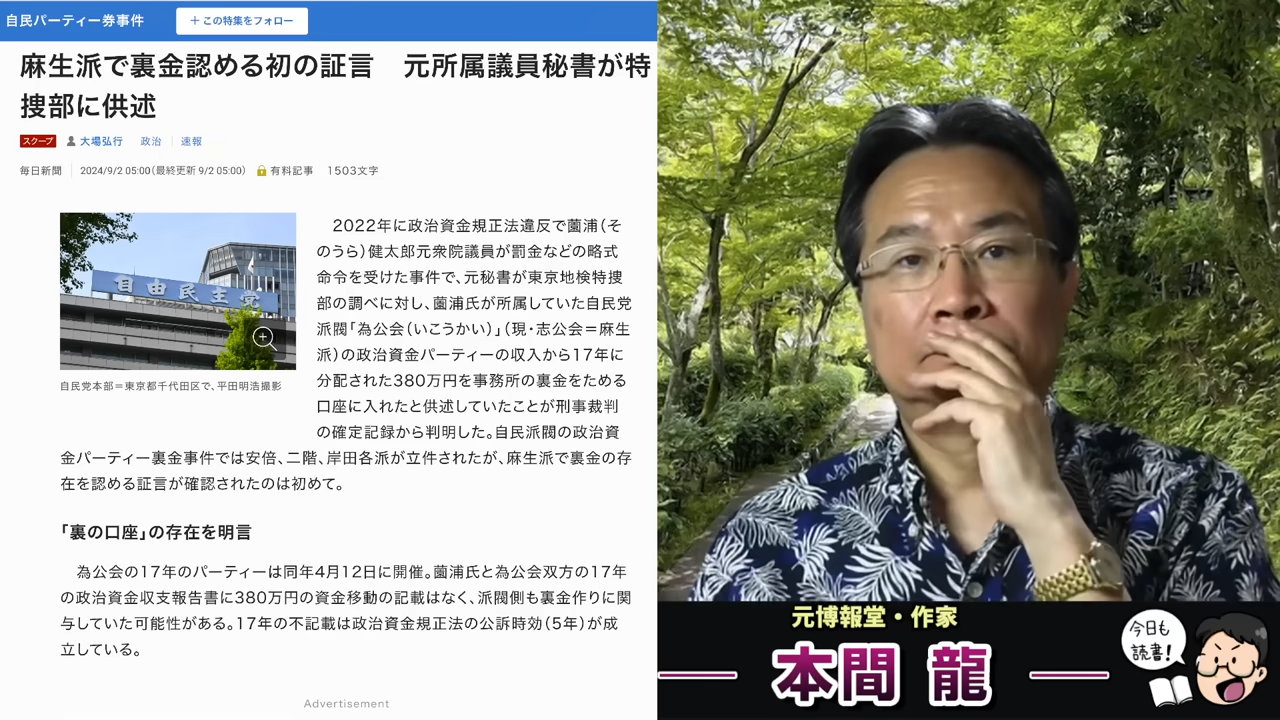 自民パーティー券事件
＋ この特集をフォロー
麻生派で裏金認める初の証言　元所属議員秘書が特
捜部に供述
スクープ 大場弘行 政治 速報
毎日新聞 2024/9/2 05:00（最終更新 9/2 05:00） 有料記事 1503文字
自由民主党
自民党本部＝東京都千代田区で、平田明浩撮影
2022年に政治資金規正法違反で薗浦（そ
のうら）健太郎元衆院議員が罰金などの略式
命令を受けた事件で、元秘書が東京地検特捜
部の調べに対し、薗浦氏が所属していた自民党
派閥「為公会（いこうかい）」（現・志公会＝麻生
派）の政治資金パーティーの収入から17年に
分配された380万円を事務所の裏金をためる
口座に入れたと供述していたことが刑事裁判
の確定記録から判明した。自民派閥の政治資
金パーティー裏金事件では安倍、二階、岸田各派が立件されたが、麻生派で裏金の存
在を認める証言が確認されたのは初めて。
「裏の口座」の存在を明言
為公会の17年のパーティーは同年4月12日に開催。薗浦氏と為公会双方の17年
の政治資金収支報告書に380万円の資金移動の記載はなく、派閥側も裏金作りに関
与していた可能性がある。17年の不記載は政治資金規正法の公訴時効（5年）が成
立している。
Advertisement
元博報堂・作家
本間 龍
今日も
読書！